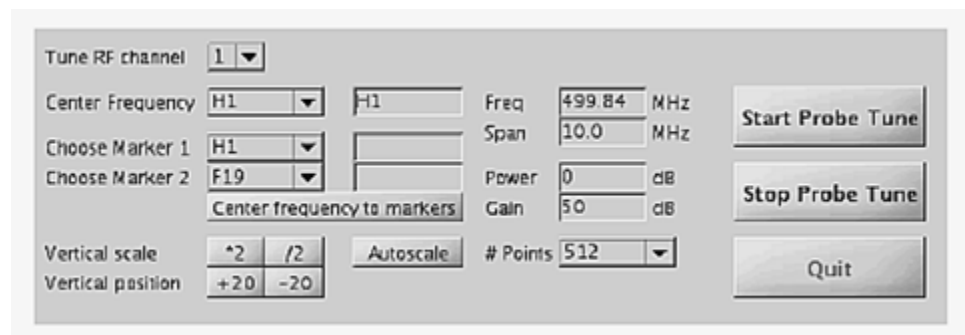 Tune RF channel 1
Center Frequency H1 H1 Freq 499.84 MHz
Start Probe Tune
Span 10.0 MHz
Choose Marker 1 H1
Choose Marker 2 F19 Power 0 dB
Stop Probe Tune
Center frequency to markers Gain 50 dB
Vertical scale *2 /2 Autoscale # Points 512
Quit
Vertical position +20 -20